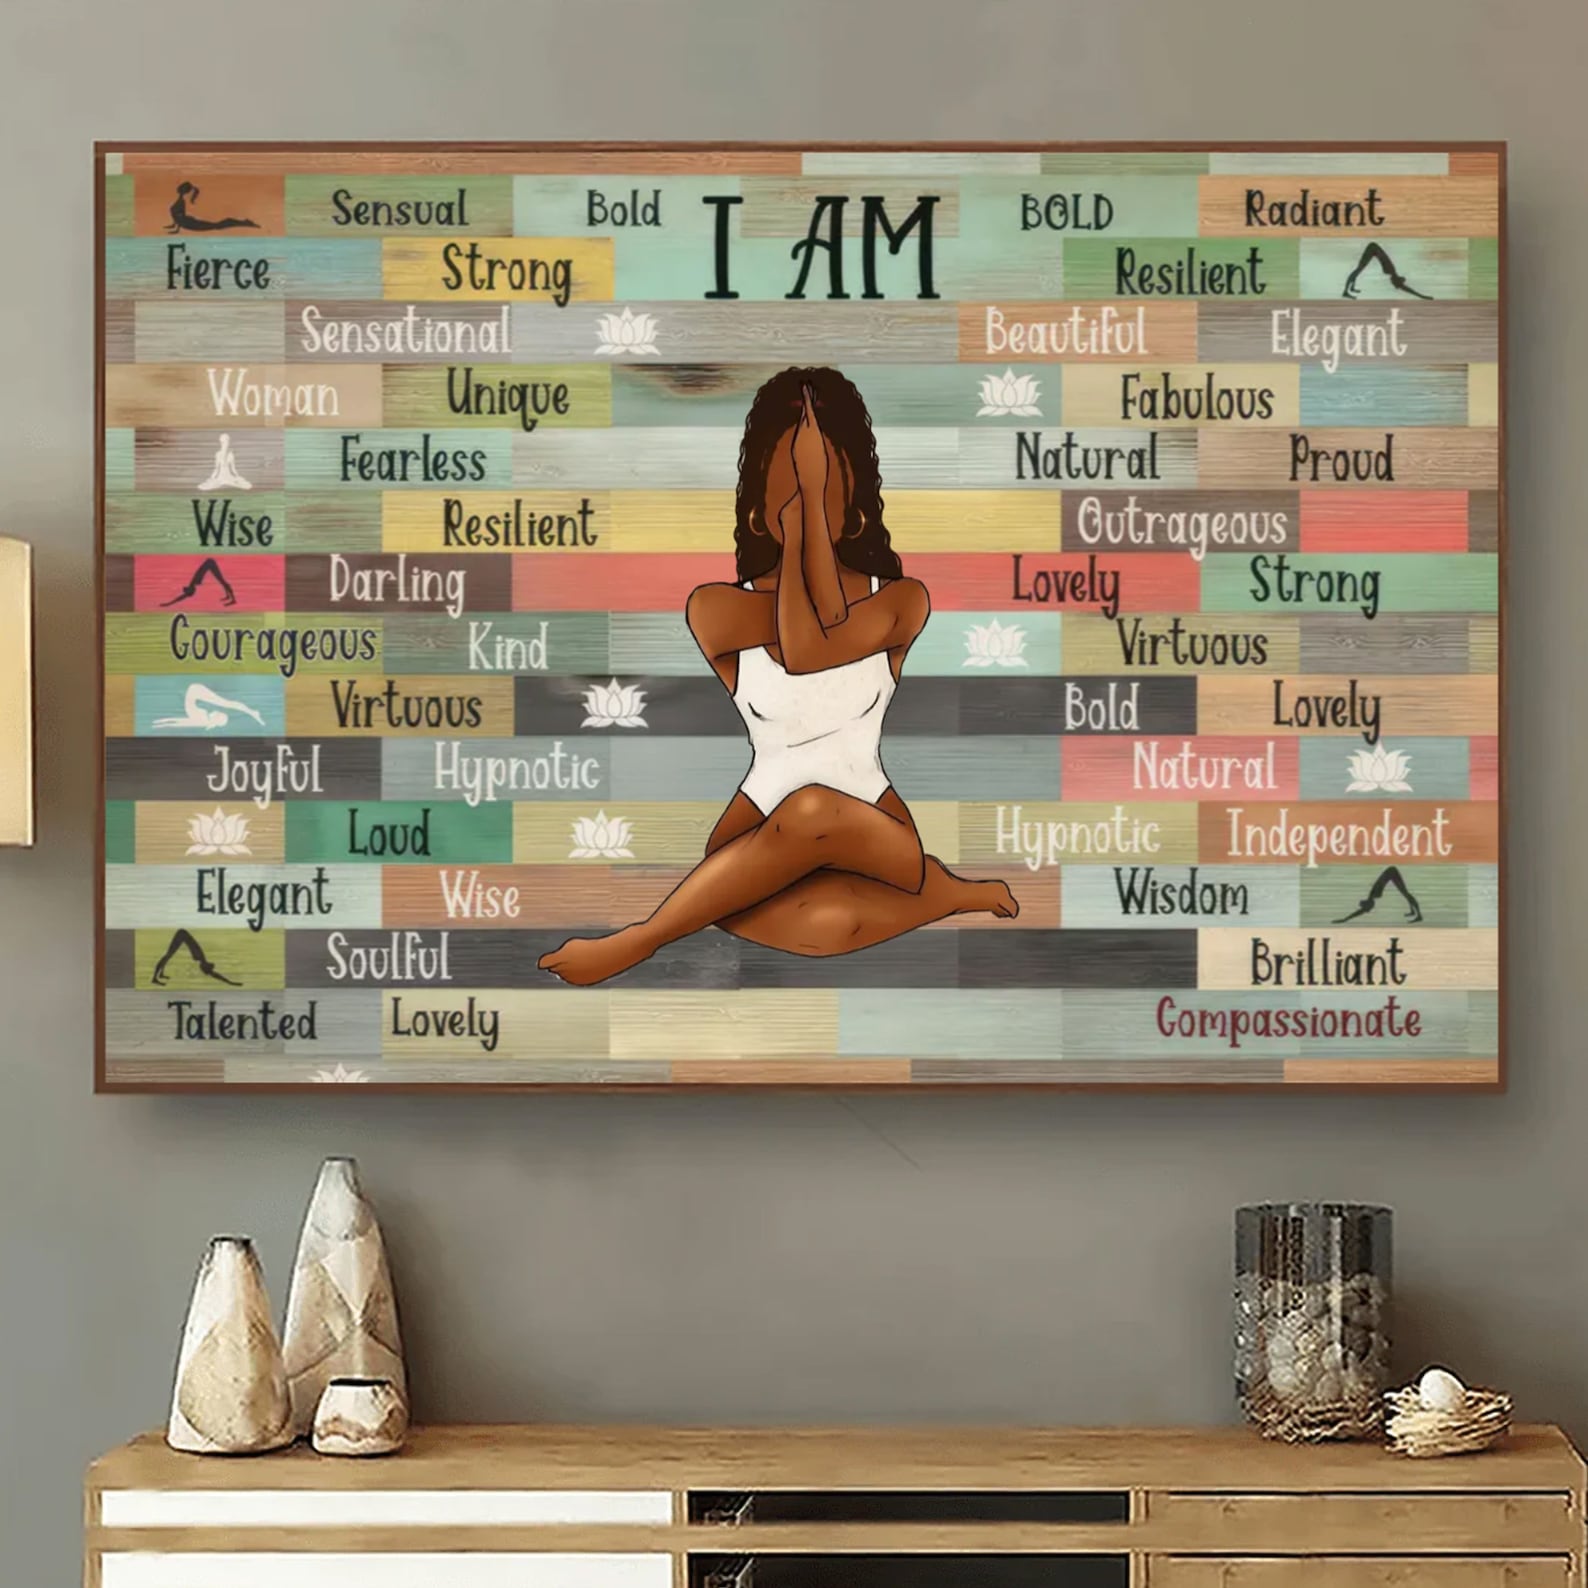 Sensual Bold I AM BOLD Radiant
Fierce Strong Resilient
Sensational Beautiful Elegant
Woman Unique Fabulous
Fearless Natural Proud
Wise Resilient Outrageous
Darling Lovely Strong
Courageous Kind Virtuous
Virtuous Bold Lovely
Joyful Hypnotic Natural
Loud Hypnotic Independent
Elegant Wise Wisdom
Soulful Brilliant
Talented Lovely Compassionate